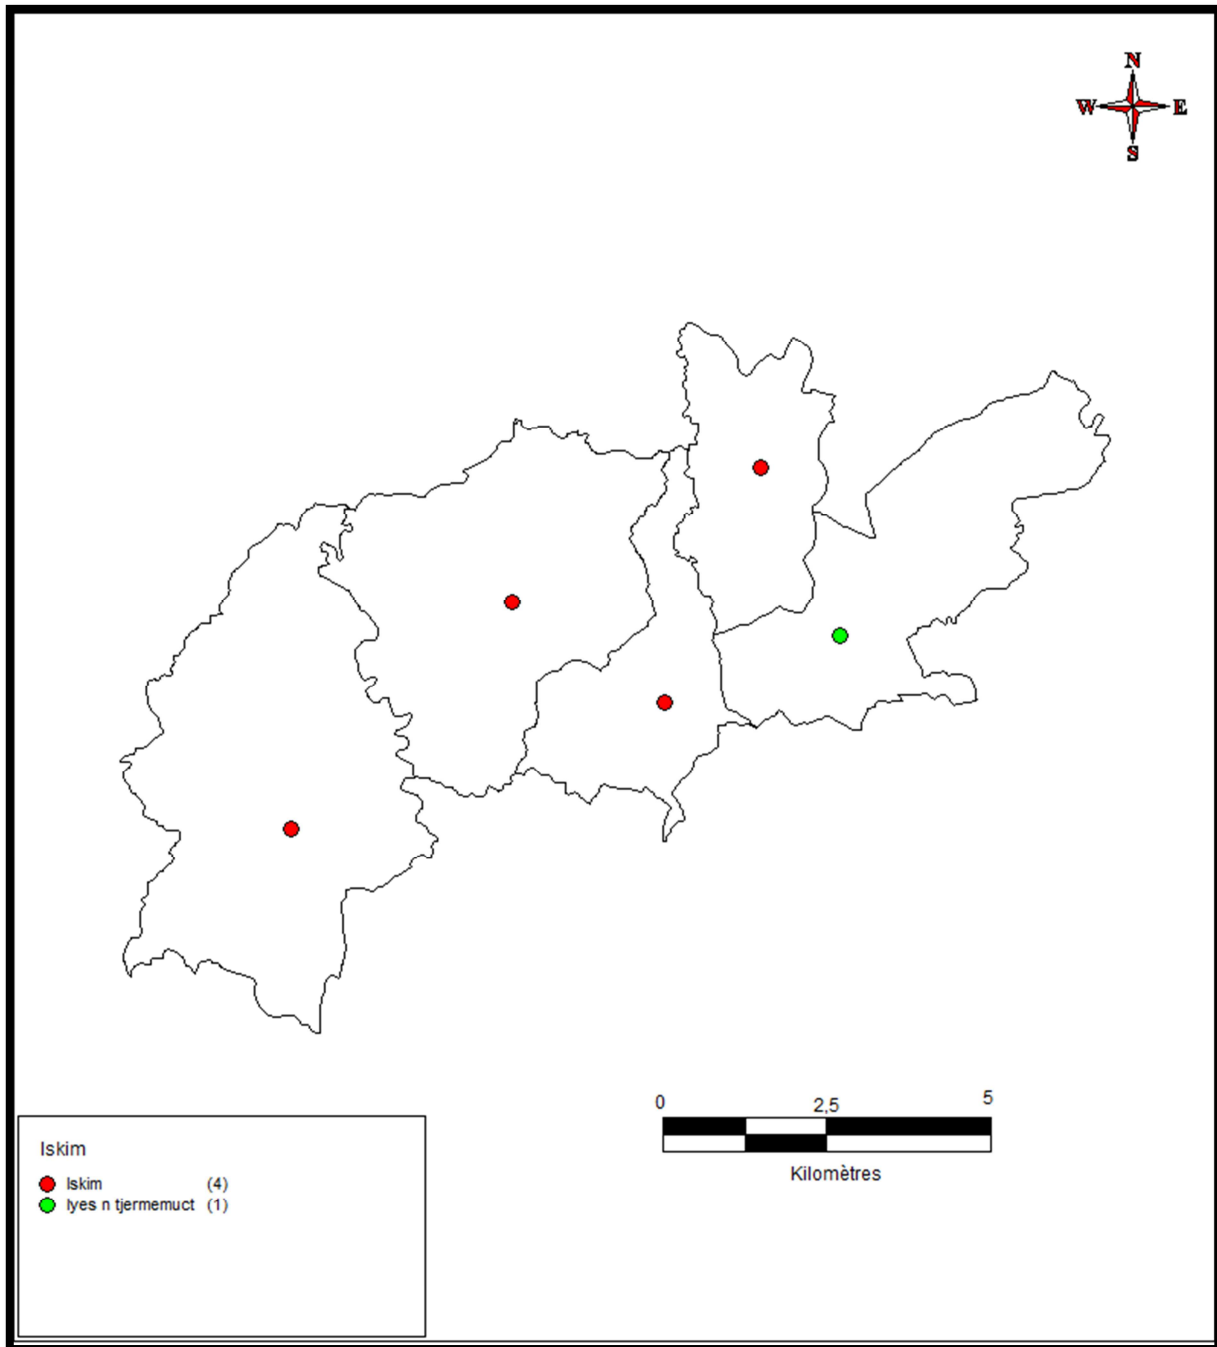 N
W E
S
0 2,5 5
Kilomètres
Iskim
Iskim (4)
Iyes n tjermemuct (1)